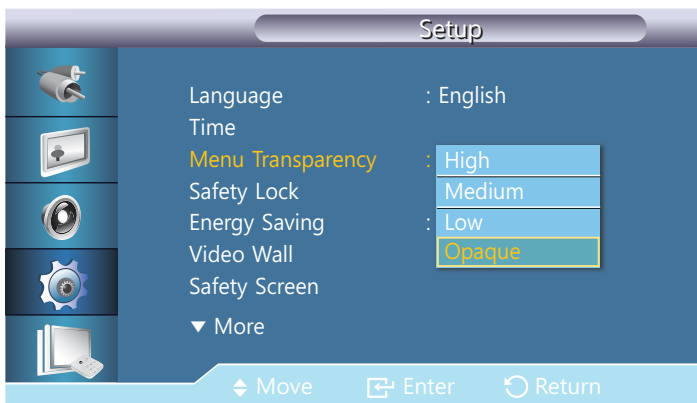 Setup
Language : English
Time
Menu Transparency : High
Safety Lock Medium
Energy Saving : Low
Video Wall Opaque
Safety Screen
▼ More
Move Enter Return